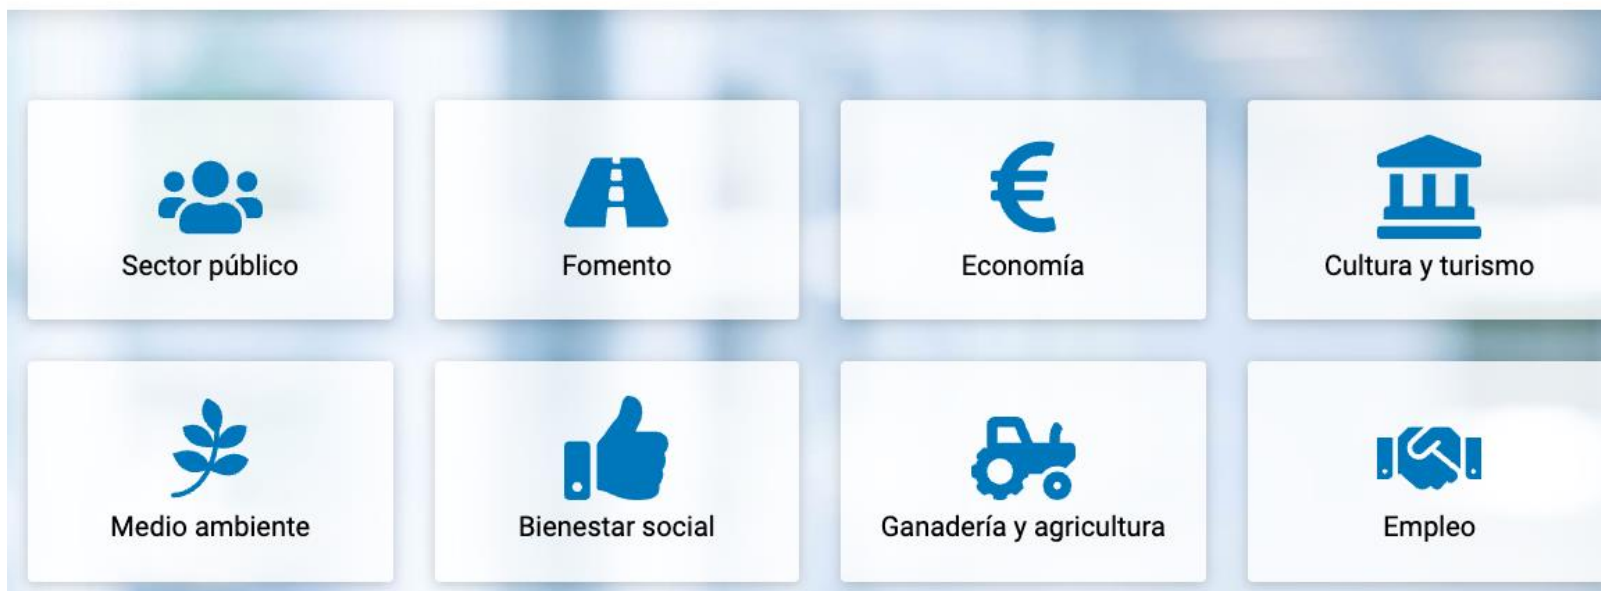 Sector público
Fomento
Economía
Cultura y turismo
Medio ambiente
Bienestar social
Ganadería y agricultura
Empleo